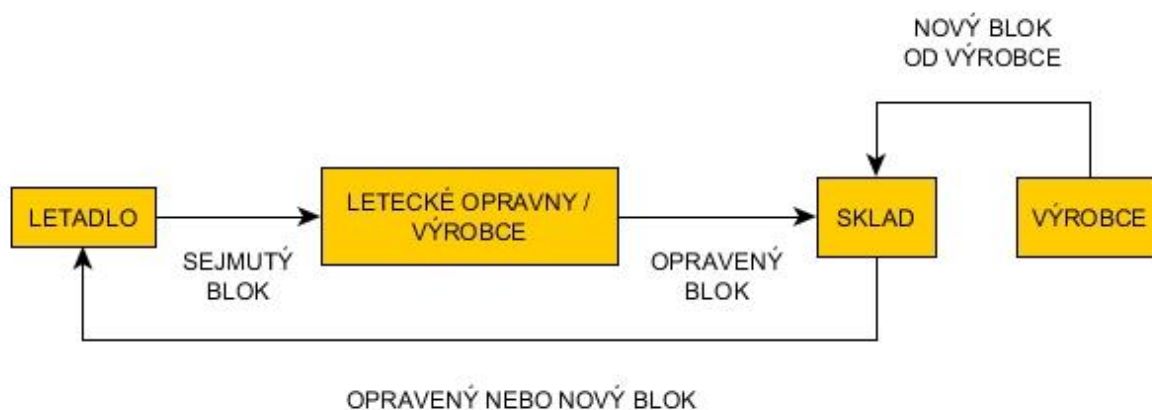 NOVÝ BLOK
OD VÝROBCE
LETADLO
LETECKÉ OPRAVNY /
VÝROBCE
SKLAD
VÝROBCE
SEJMUTÝ
BLOK
OPRAVENÝ
BLOK
OPRAVENÝ NEBO NOVÝ BLOK